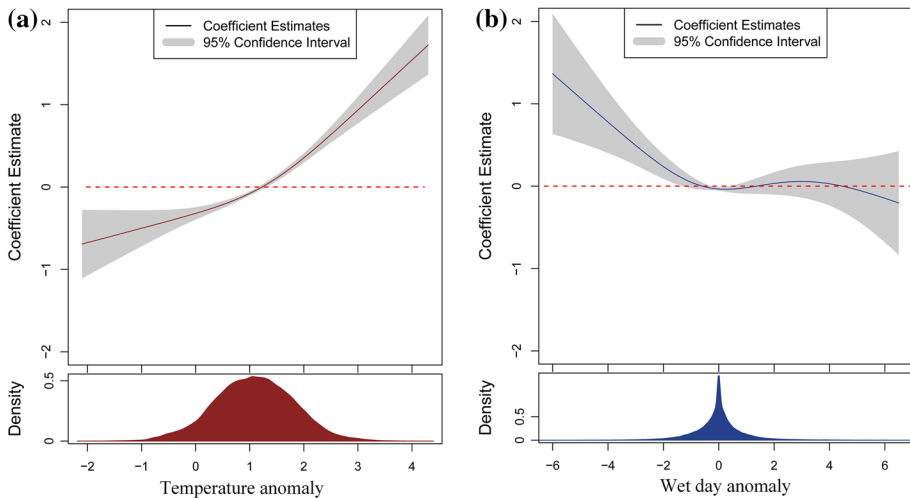 (a)
Coefficient Estimates
95% Confidence Interval
Coefficient Estimate
2
1
0
−1
−2
Density
0.5
0
−2 −1 0 1 2 3 4
Temperature anomaly
(b)
Coefficient Estimates
95% Confidence Interval
Coefficient Estimate
2
1
0
−1
−2
Density
0.5
0
−6 −4 −2 0 2 4 6
Wet day anomaly